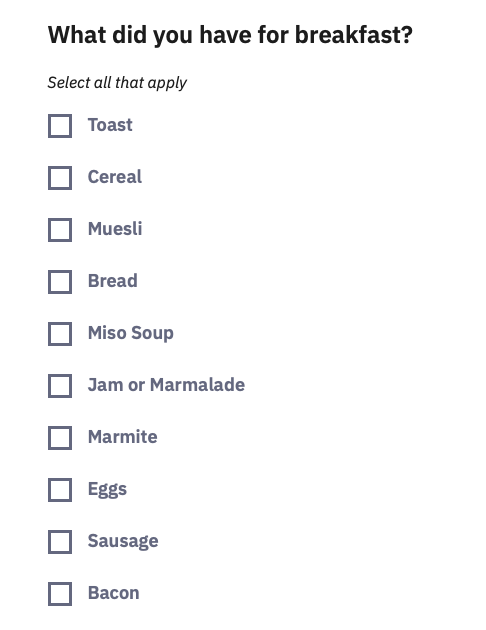 What did you have for breakfast?
Select all that apply
Toast
Cereal
Muesli
Bread
Miso Soup
Jam or Marmalade
Marmite
Eggs
Sausage
Bacon